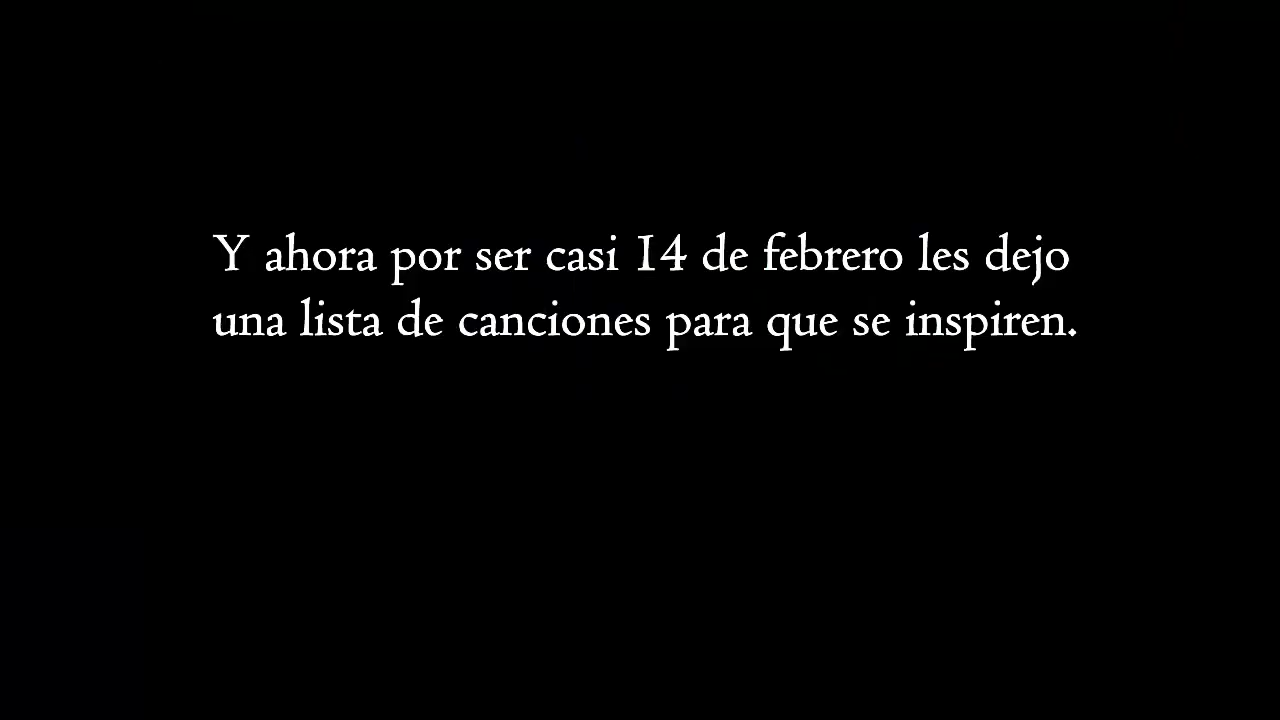 Y ahora por ser casi 14 de febrero les dejo
una lista de canciones para que se inspiren.